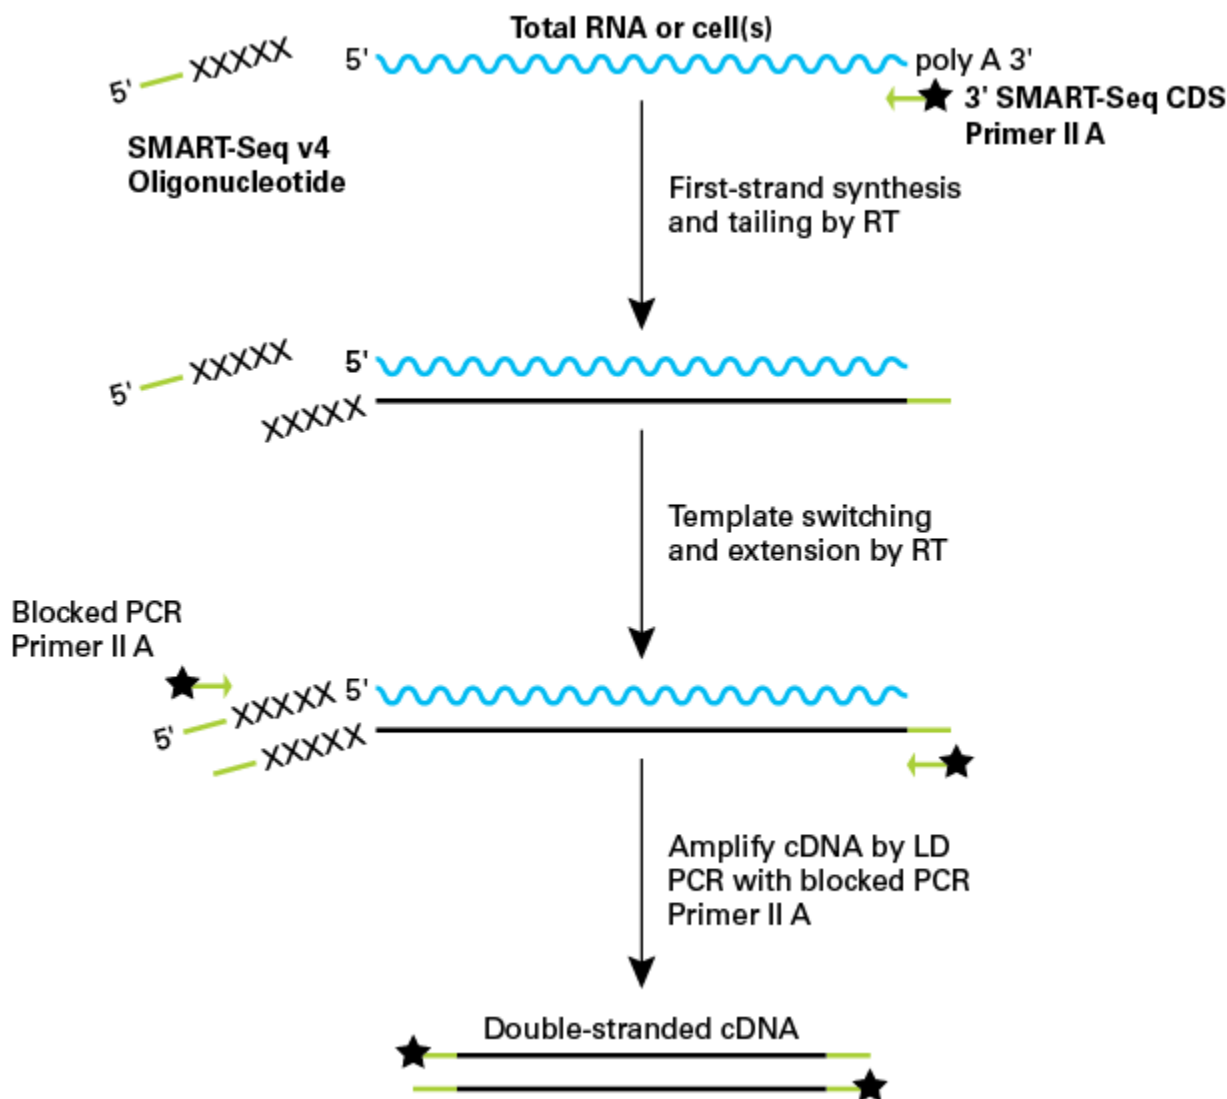 Total RNA or cell(s)
5' XXXXX
5'
poly A 3'
3' SMART-Seq CDS
Primer II A
SMART-Seq v4
Oligonucleotide
First-strand synthesis
and tailing by RT
5' XXXXX
5'
XXXXX
Template switching
and extension by RT
Blocked PCR
Primer II A
5' XXXXX 5'
XXXXX
Amplify cDNA by LD
PCR with blocked PCR
Primer II A
Double-stranded cDNA